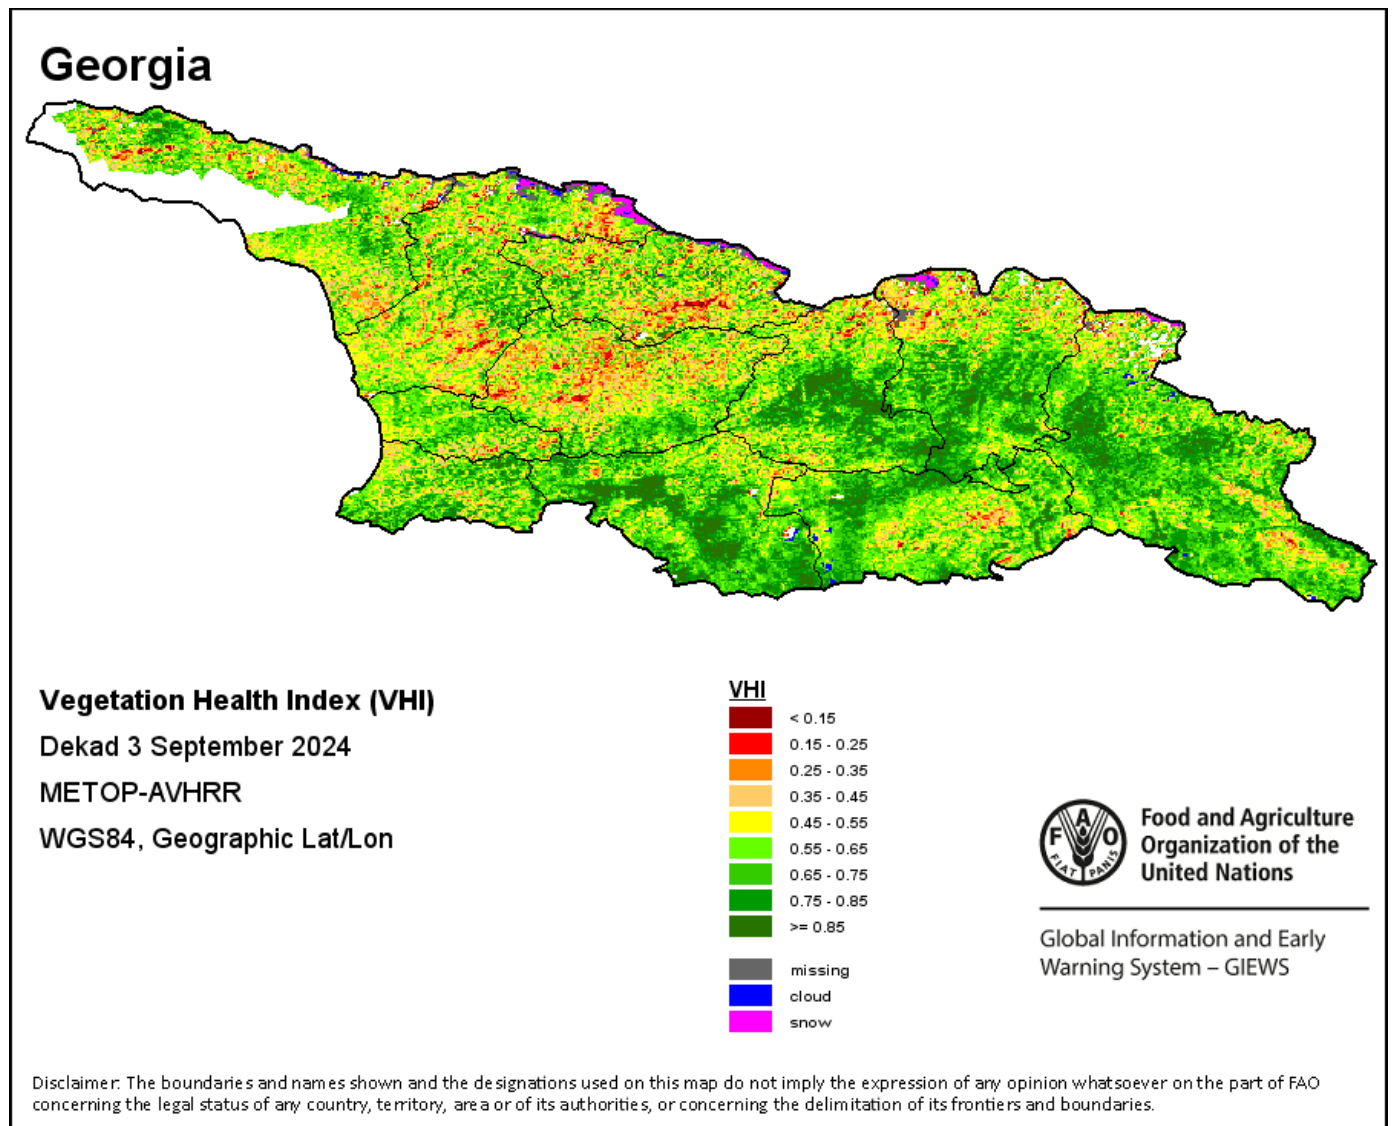 Georgia
Vegetation Health Index (VHI)
Dekad 3 September 2024
METOP-AVHRR
WGS84, Geographic Lat/Lon
VHI
< 0.15
0.15 - 0.25
0.25 - 0.35
0.35 - 0.45
0.45 - 0.55
0.55 - 0.65
0.65 - 0.75
0.75 - 0.85
>= 0.85
missing
cloud
snow
F A O
FIAT PANIS
Food and Agriculture
Organization of the
United Nations
Global Information and Early
Warning System – GIEWS
Disclaimer: The boundaries and names shown and the designations used on this map do not imply the expression of any opinion whatsoever on the part of FAO
concerning the legal status of any country, territory, area or of its authorities, or concerning the delimitation of its frontiers and boundaries.